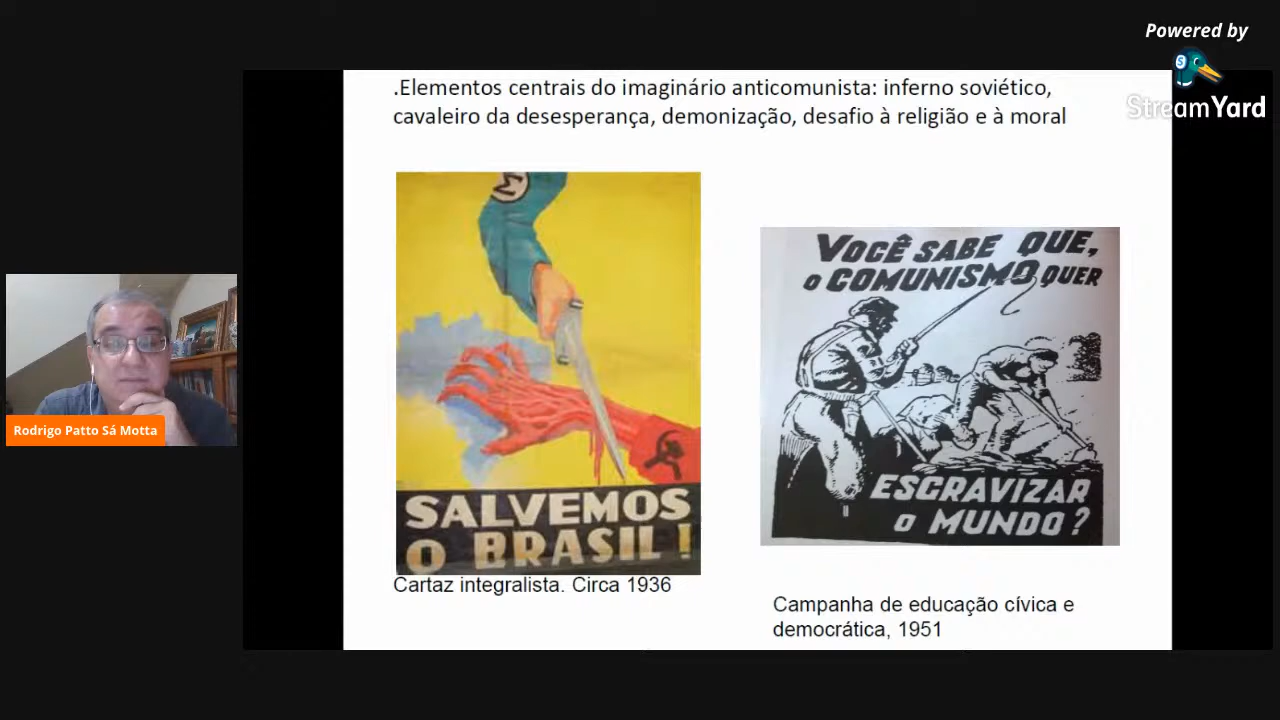 Powered by
StreamYard
.Elementos centrais do imaginário anticomunista: inferno soviético,
cavaleiro da desesperança, demonização, desafio à religião e à moral
SALVEMOS
O BRASIL!
Cartaz integralista. Circa 1936
VOCÊ SABE QUE,
O COMUNISMO QUER
ESCRAVIZAR
O MUNDO?
Campanha de educação cívica e
democrática, 1951
Rodrigo Patto Sá Motta